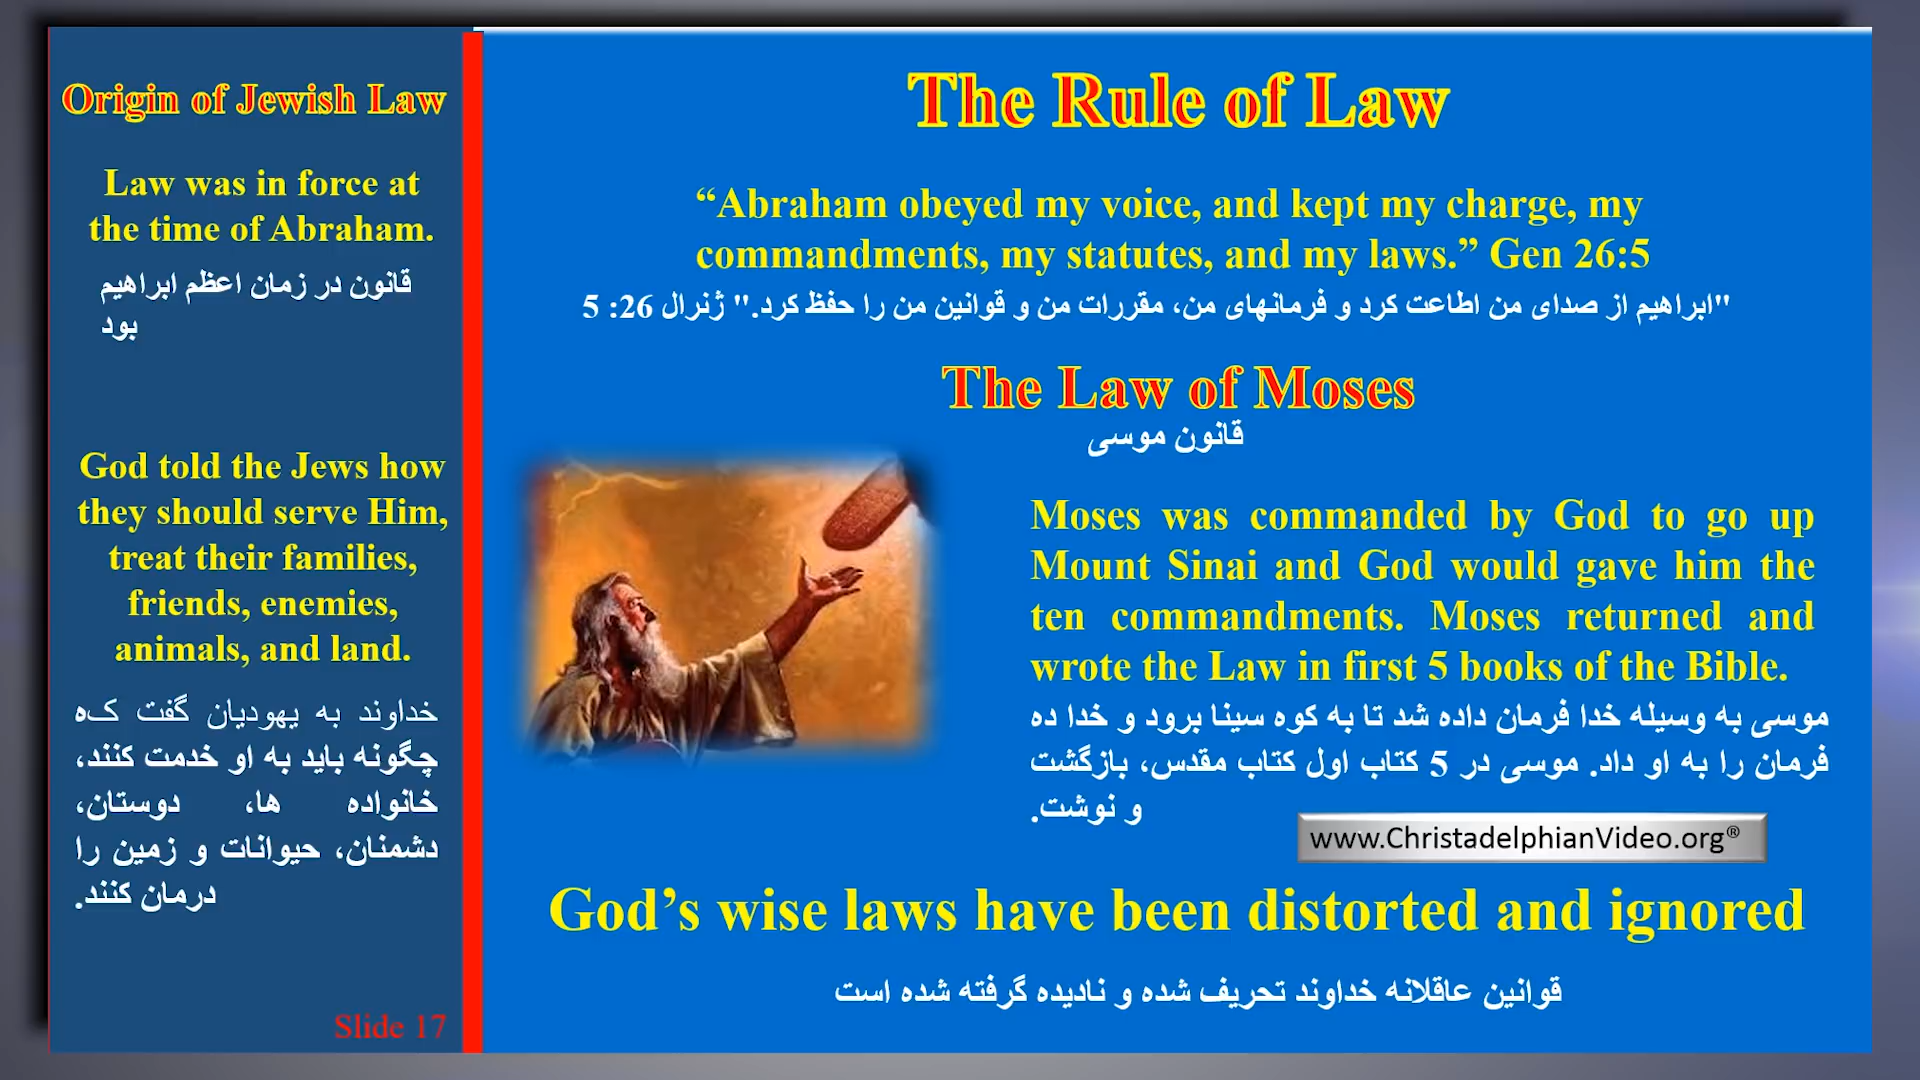 Origin of Jewish Law
Law was in force at
the time of Abraham.
قانون در زمان اعظم ابراهیم
بود
God told the Jews how
they should serve Him,
treat their families,
friends, enemies,
animals, and land.
خداوند به یهودیان گفت که
چگونه باید به او خدمت کنند،
خانواده ها، دوستان،
دشمنان، حیوانات و زمین را
درمان کنند.
Slide 17
The Rule of Law
“Abraham obeyed my voice, and kept my charge, my
commandments, my statutes, and my laws.” Gen 26:5
"ابراهیم از صدای من اطاعت کرد و فرمانهای من، مقررات من و قوانین من را حفظ کرد." ژنرال 26: 5
The Law of Moses
قانون موسی
Moses was commanded by God to go up
Mount Sinai and God would gave him the
ten commandments. Moses returned and
wrote the Law in first 5 books of the Bible.
موسی به وسیله خدا فرمان داده شد تا به کوه سینا برود و خدا ده
فرمان را به او داد. موسی در 5 کتاب اول کتاب مقدس، بازگشت
و نوشت.
www.ChristadelphianVideo.org®
God’s wise laws have been distorted and ignored
قوانین عاقلانه خداوند تحریف شده و نادیده گرفته شده است